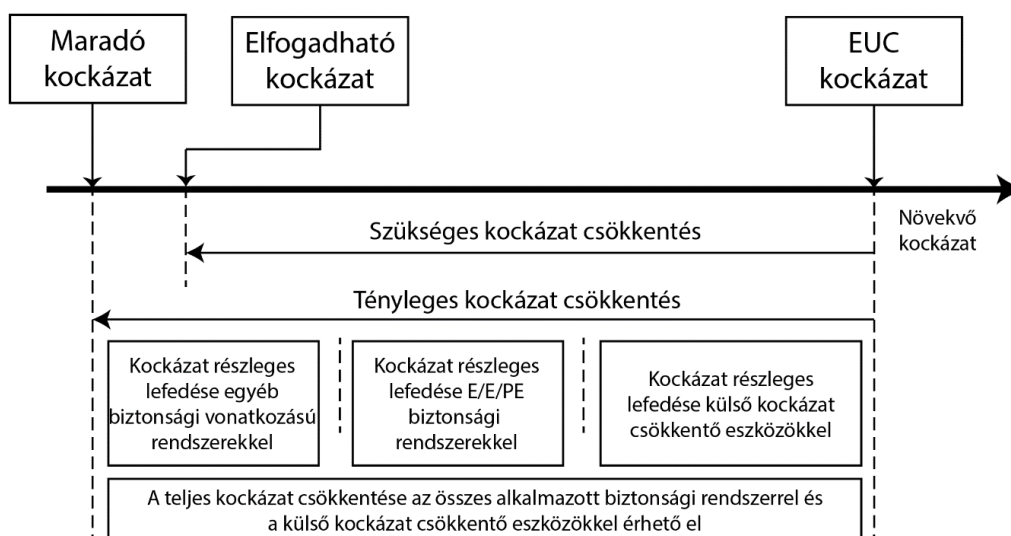 Maradó
kockázat
Elfogadható
kockázat
EUC
kockázat
Növekvő
kockázat
Szükséges kockázat csökkentés
Tényleges kockázat csökkentés
Kockázat részleges
lefedése egyéb
biztonsági vonatkozású
rendszerekkel
Kockázat részleges
lefedése E/E/PE
biztonsági
rendszerekkel
Kockázat részleges
lefedése külső kockázat
csökkentő eszközökkel
A teljes kockázat csökkentése az összes alkalmazott biztonsági rendszerrel és
a külső kockázat csökkentő eszközökkel érhető el